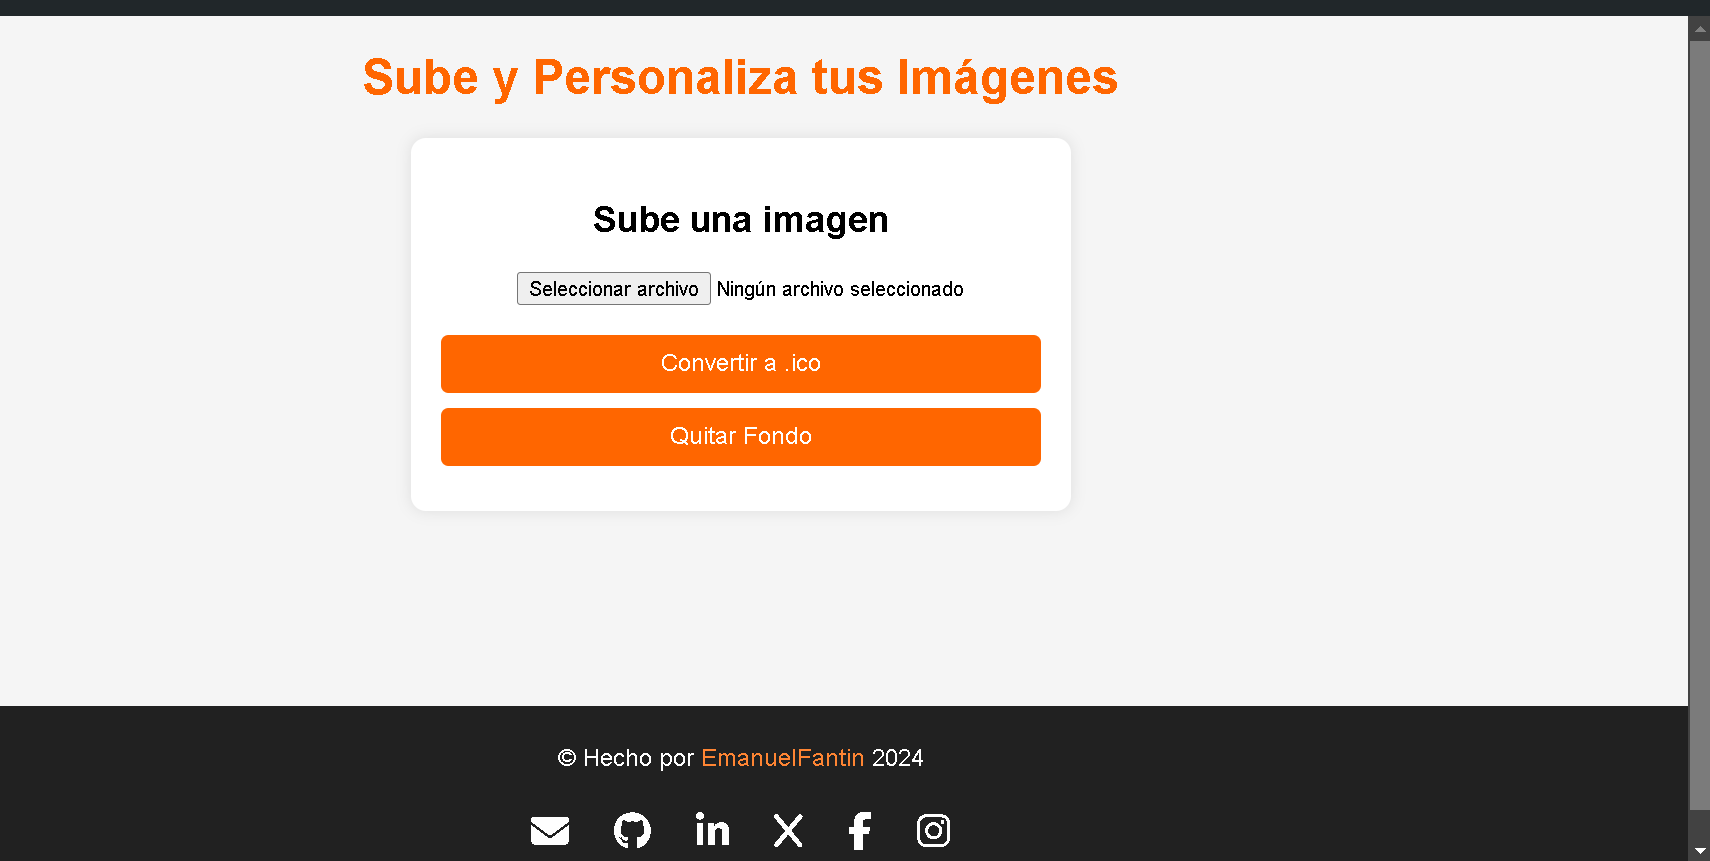 Sube y Personaliza tus Imágenes
Sube una imagen
Seleccionar archivo Ningún archivo seleccionado
Convertir a .ico
Quitar Fondo
© Hecho por EmanuelFantin 2024